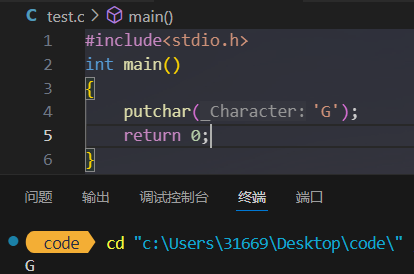 C test.c > main()
1 #include<stdio.h>
2 int main()
3 {
4 putchar(_Character: 'G');
5 return 0;
6 }
问题 输出 调试控制台 终端 端口
code cd "c:\Users\31669\Desktop\code\"
G